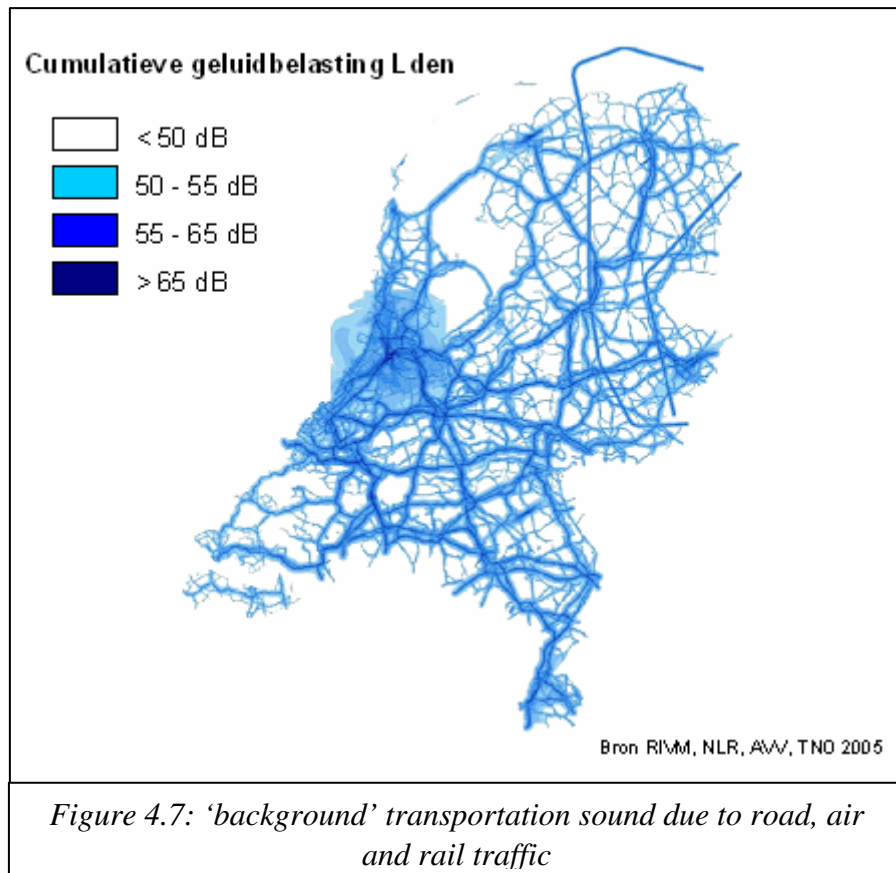 Cumulatieve geluidbelasting Lden
< 50 dB
50 - 55 dB
55 - 65 dB
> 65 dB
Bron RIVM, NLR, AVV, TNO 2005
Figure 4.7: ‘background’ transportation sound due to road, air
and rail traffic